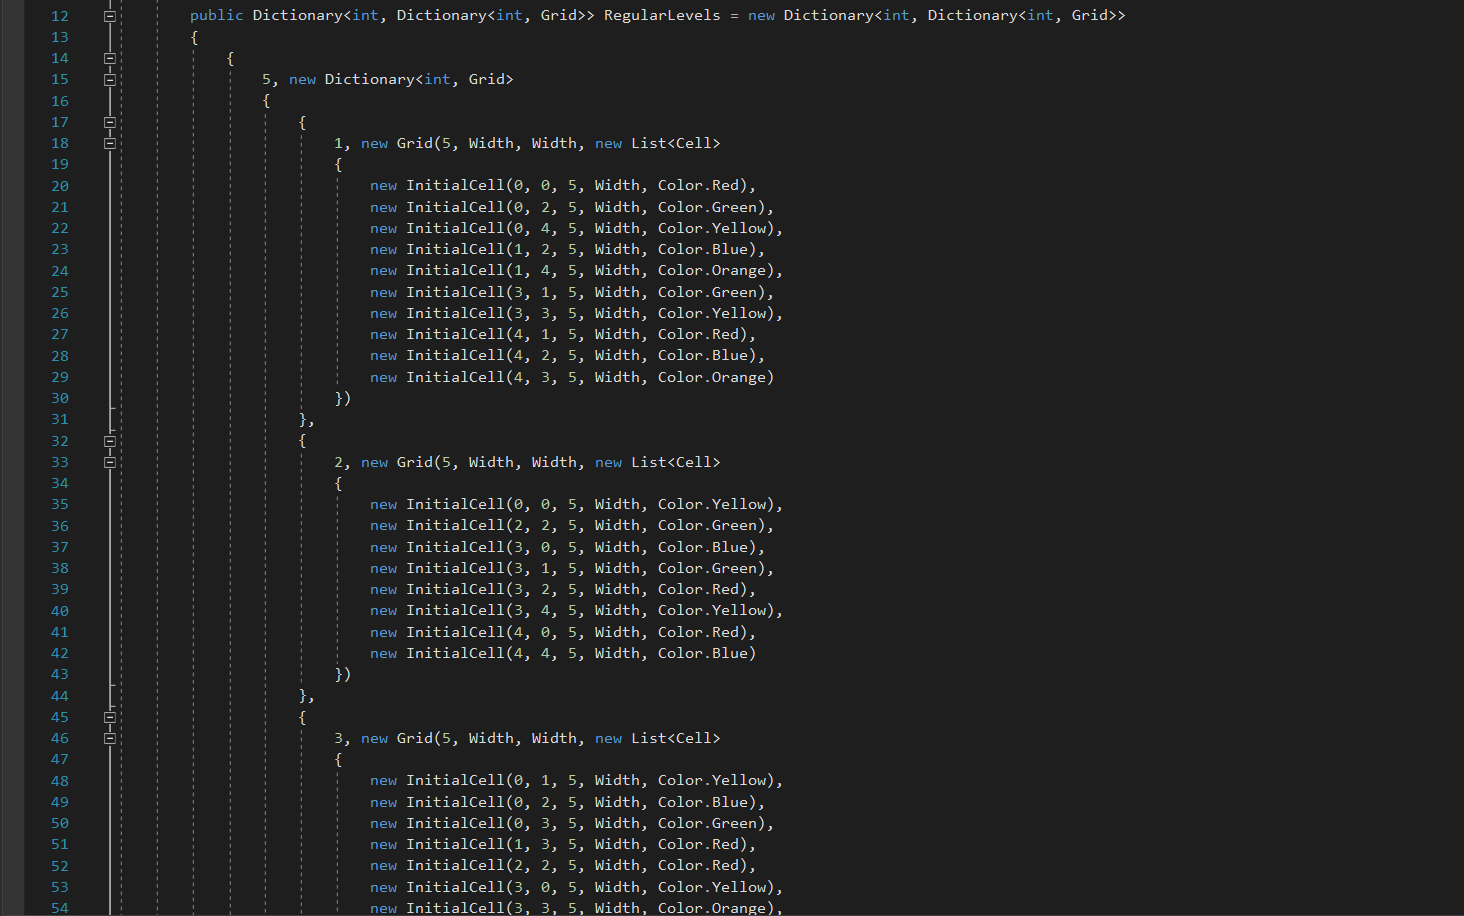 12 public Dictionary<int, Dictionary<int, Grid>> RegularLevels = new Dictionary<int, Dictionary<int, Grid>>
13 {
14 {
15 5, new Dictionary<int, Grid>
16 {
17 {
18 1, new Grid(5, Width, Width, new List<Cell>
19 {
20 new InitialCell(0, 0, 5, Width, Color.Red),
21 new InitialCell(0, 2, 5, Width, Color.Green),
22 new InitialCell(0, 4, 5, Width, Color.Yellow),
23 new InitialCell(1, 2, 5, Width, Color.Blue),
24 new InitialCell(1, 4, 5, Width, Color.Orange),
25 new InitialCell(3, 1, 5, Width, Color.Green),
26 new InitialCell(3, 3, 5, Width, Color.Yellow),
27 new InitialCell(4, 1, 5, Width, Color.Red),
28 new InitialCell(4, 2, 5, Width, Color.Blue),
29 new InitialCell(4, 3, 5, Width, Color.Orange)
30 })
31 },
32 {
33 2, new Grid(5, Width, Width, new List<Cell>
34 {
35 new InitialCell(0, 0, 5, Width, Color.Yellow),
36 new InitialCell(2, 2, 5, Width, Color.Green),
37 new InitialCell(3, 0, 5, Width, Color.Blue),
38 new InitialCell(3, 1, 5, Width, Color.Green),
39 new InitialCell(3, 2, 5, Width, Color.Red),
40 new InitialCell(3, 4, 5, Width, Color.Yellow),
41 new InitialCell(4, 0, 5, Width, Color.Red),
42 new InitialCell(4, 4, 5, Width, Color.Blue)
43 })
44 },
45 {
46 3, new Grid(5, Width, Width, new List<Cell>
47 {
48 new InitialCell(0, 1, 5, Width, Color.Yellow),
49 new InitialCell(0, 2, 5, Width, Color.Blue),
50 new InitialCell(0, 3, 5, Width, Color.Green),
51 new InitialCell(1, 3, 5, Width, Color.Red),
52 new InitialCell(2, 2, 5, Width, Color.Red),
53 new InitialCell(3, 0, 5, Width, Color.Yellow),
54 new InitialCell(3, 3, 5, Width, Color.Orange),